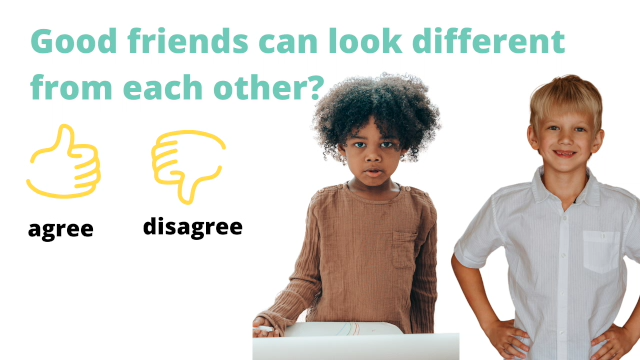 Good friends can look different
from each other?
agree
disagree